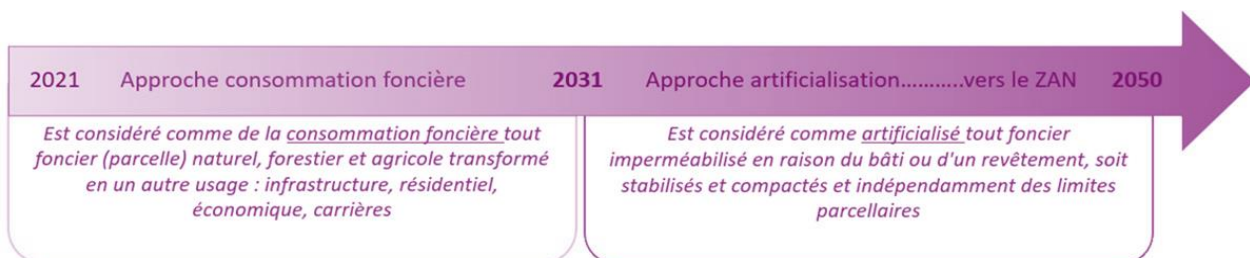 2021 Approche consommation foncière 2031 Approche artificialisation...........vers le ZAN 2050
Est considéré comme de la consommation foncière tout
foncier (parcelle) naturel, forestier et agricole transformé
en un autre usage : infrastructure, résidentiel,
économique, carrières
Est considéré comme artificialisé tout foncier
imperméabilisé en raison du bâti ou d'un revêtement, soit
stabilisés et compactés et indépendamment des limites
parcellaires